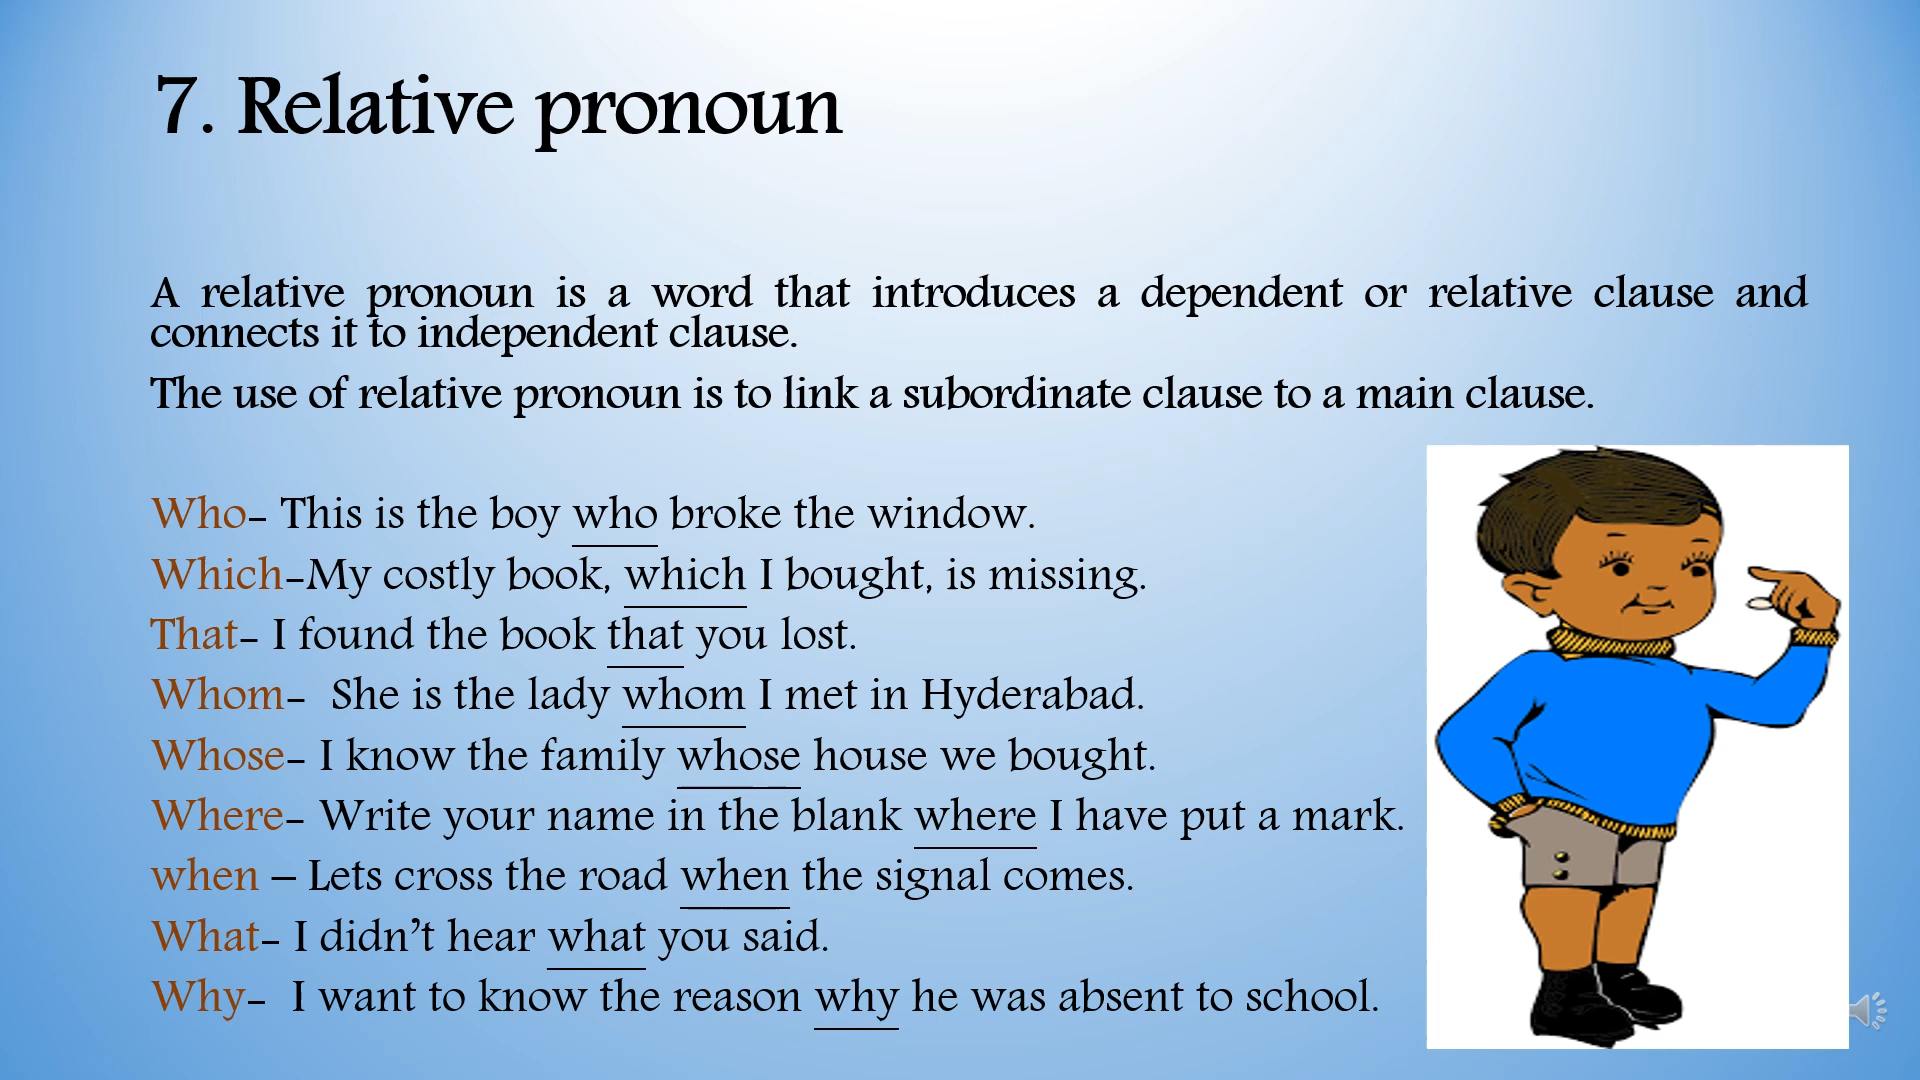 7. Relative pronoun
A relative pronoun is a word that introduces a dependent or relative clause and
connects it to independent clause.
The use of relative pronoun is to link a subordinate clause to a main clause.
Who- This is the boy who broke the window.
Which-My costly book, which I bought, is missing.
That- I found the book that you lost.
Whom- She is the lady whom I met in Hyderabad.
Whose- I know the family whose house we bought.
Where- Write your name in the blank where I have put a mark.
when – Lets cross the road when the signal comes.
What- I didn’t hear what you said.
Why- I want to know the reason why he was absent to school.